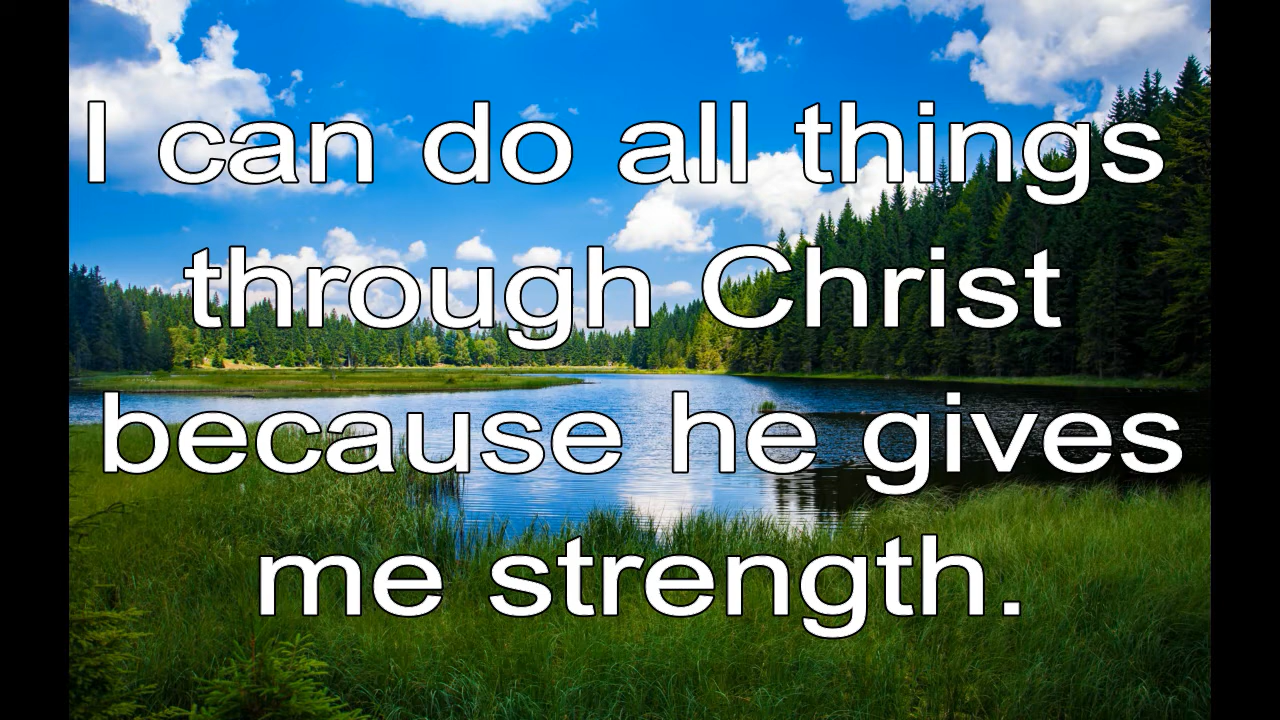 I can do all things
through Christ
because he gives
me strength.